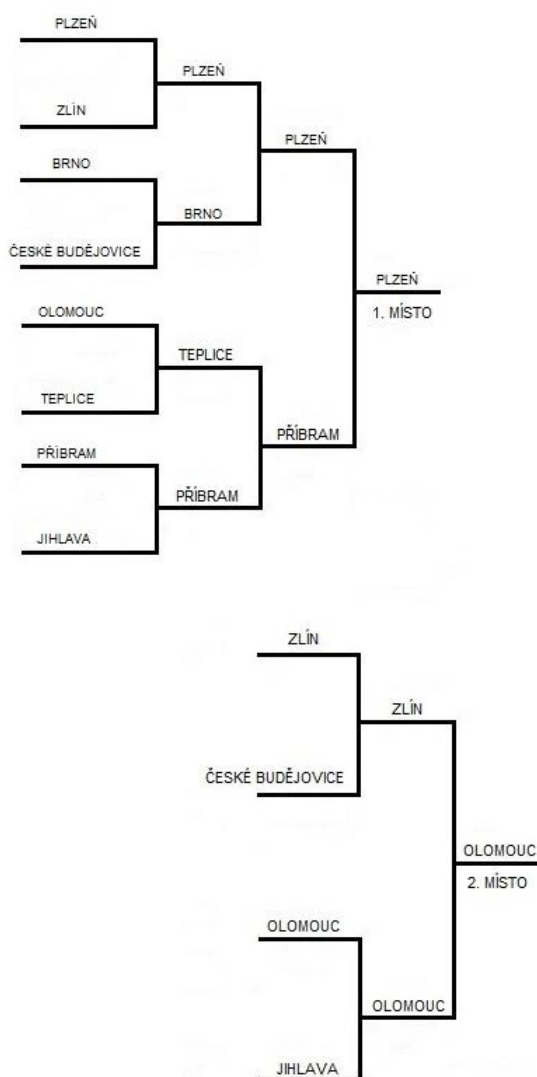 PLZEŇ
PLZEŇ
ZLÍN
PLZEŇ
BRNO
BRNO
ČESKÉ BUDĚJOVICE
PLZEŇ
1. MÍSTO
OLOMOUC
TEPLICE
TEPLICE
PŘÍBRAM
PŘÍBRAM
PŘÍBRAM
JIHLAVA
ZLÍN
ZLÍN
ČESKÉ BUDĚJOVICE
OLOMOUC
2. MÍSTO
OLOMOUC
OLOMOUC
JIHLAVA